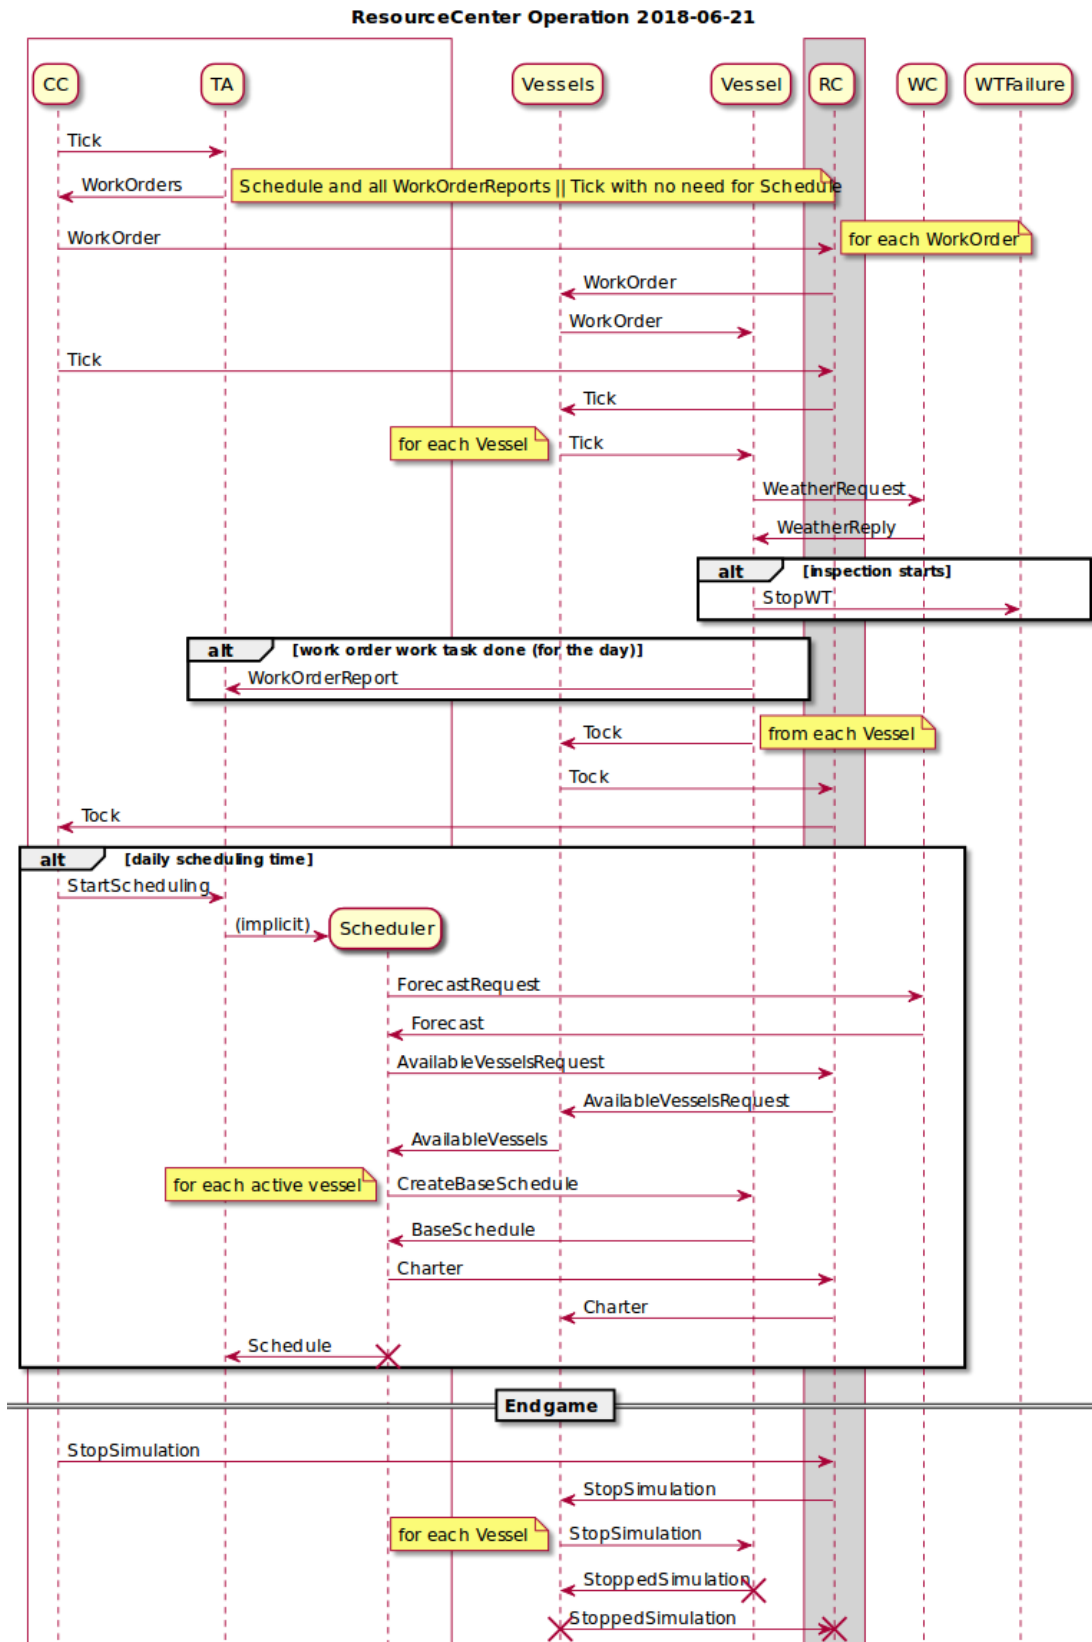 ResourceCenter Operation 2018-06-21
CC TA Vessels Vessel RC WC WTFailure
Tick
WorkOrders
Schedule and all WorkOrderReports || Tick with no need for Schedule
WorkOrder
for each WorkOrder
WorkOrder
WorkOrder
Tick
Tick
for each Vessel
Tick
WeatherRequest
WeatherReply
alt [inspection starts]
StopWT
alt [work order work task done (for the day)]
WorkOrderReport
Tock
from each Vessel
Tock
Tock
alt [daily scheduling time]
StartScheduling
(implicit)
Scheduler
ForecastRequest
Forecast
AvailableVesselsRequest
AvailableVesselsRequest
AvailableVessels
for each active vessel
CreateBaseSchedule
BaseSchedule
Charter
Charter
Schedule
Endgame
StopSimulation
StopSimulation
for each Vessel
StopSimulation
StoppedSimulation
StoppedSimulation